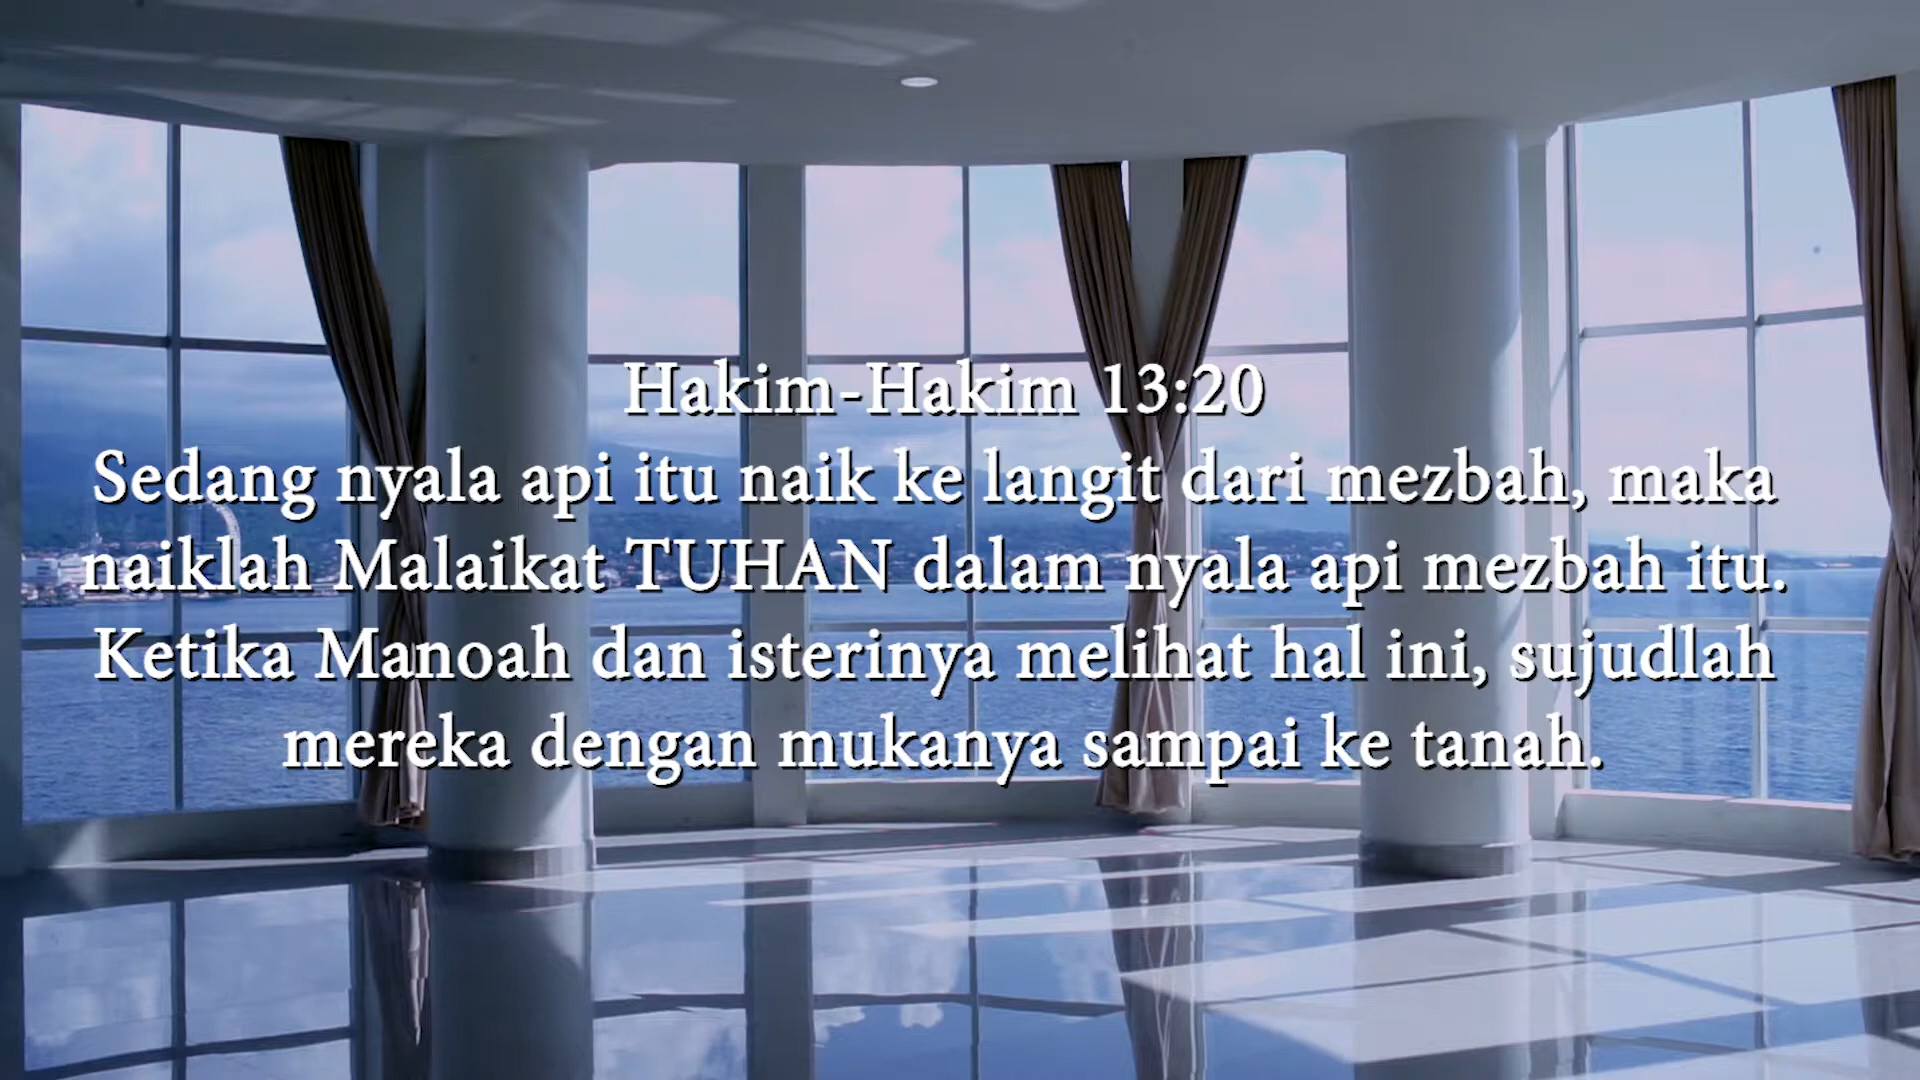 Hakim-Hakim 13:20
Sedang nyala api itu naik ke langit dari mezbah, maka
naiklah Malaikat TUHAN dalam nyala api mezbah itu.
Ketika Manoah dan isterinya melihat hal ini, sujudlah
mereka dengan mukanya sampai ke tanah.